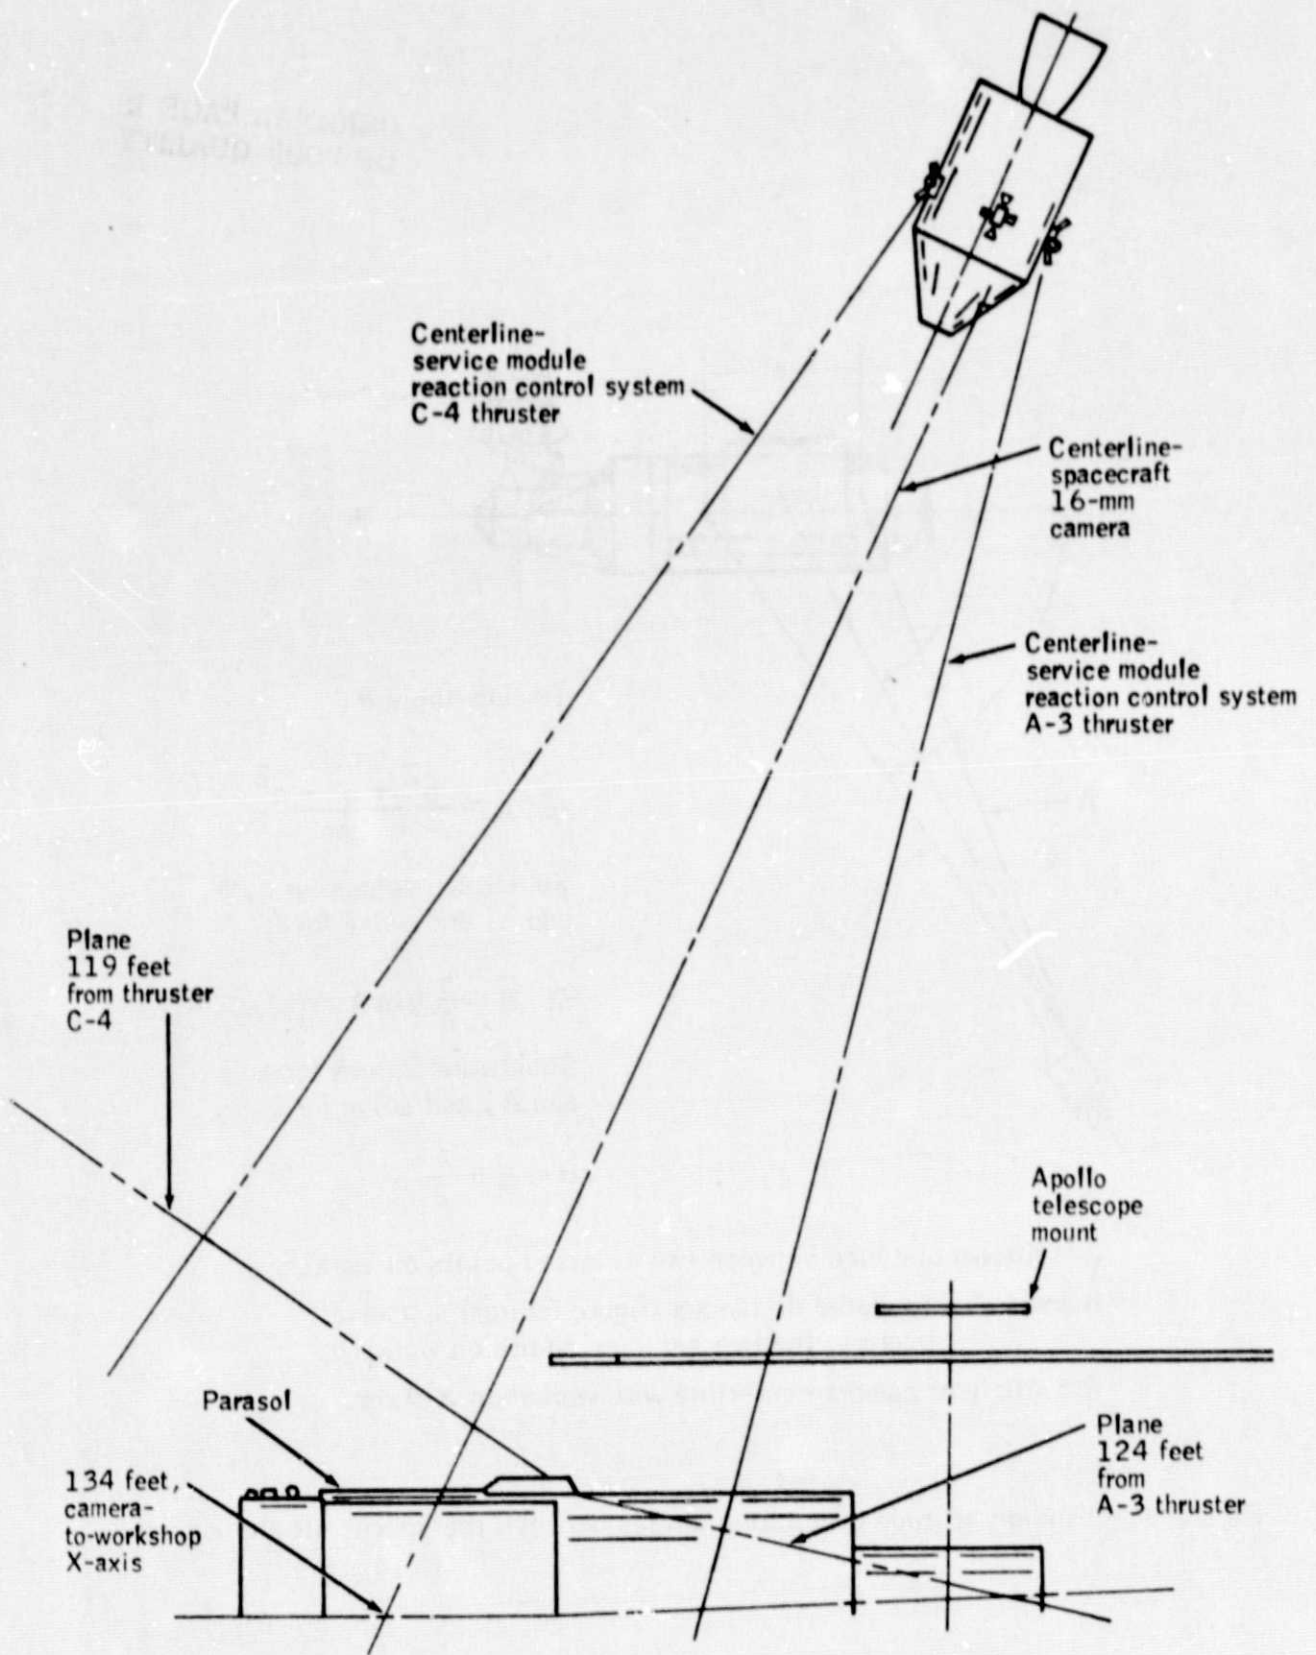 Centerline-
service module
reaction control system
C-4 thruster
Centerline-
spacecraft
16-mm
camera
Centerline-
service module
reaction control system
A-3 thruster
Plane
119 feet
from thruster
C-4
Apollo
telescope
mount
Parasol
Plane
124 feet
from
A-3 thruster
134 feet,
camera-
to-workshop
X-axis